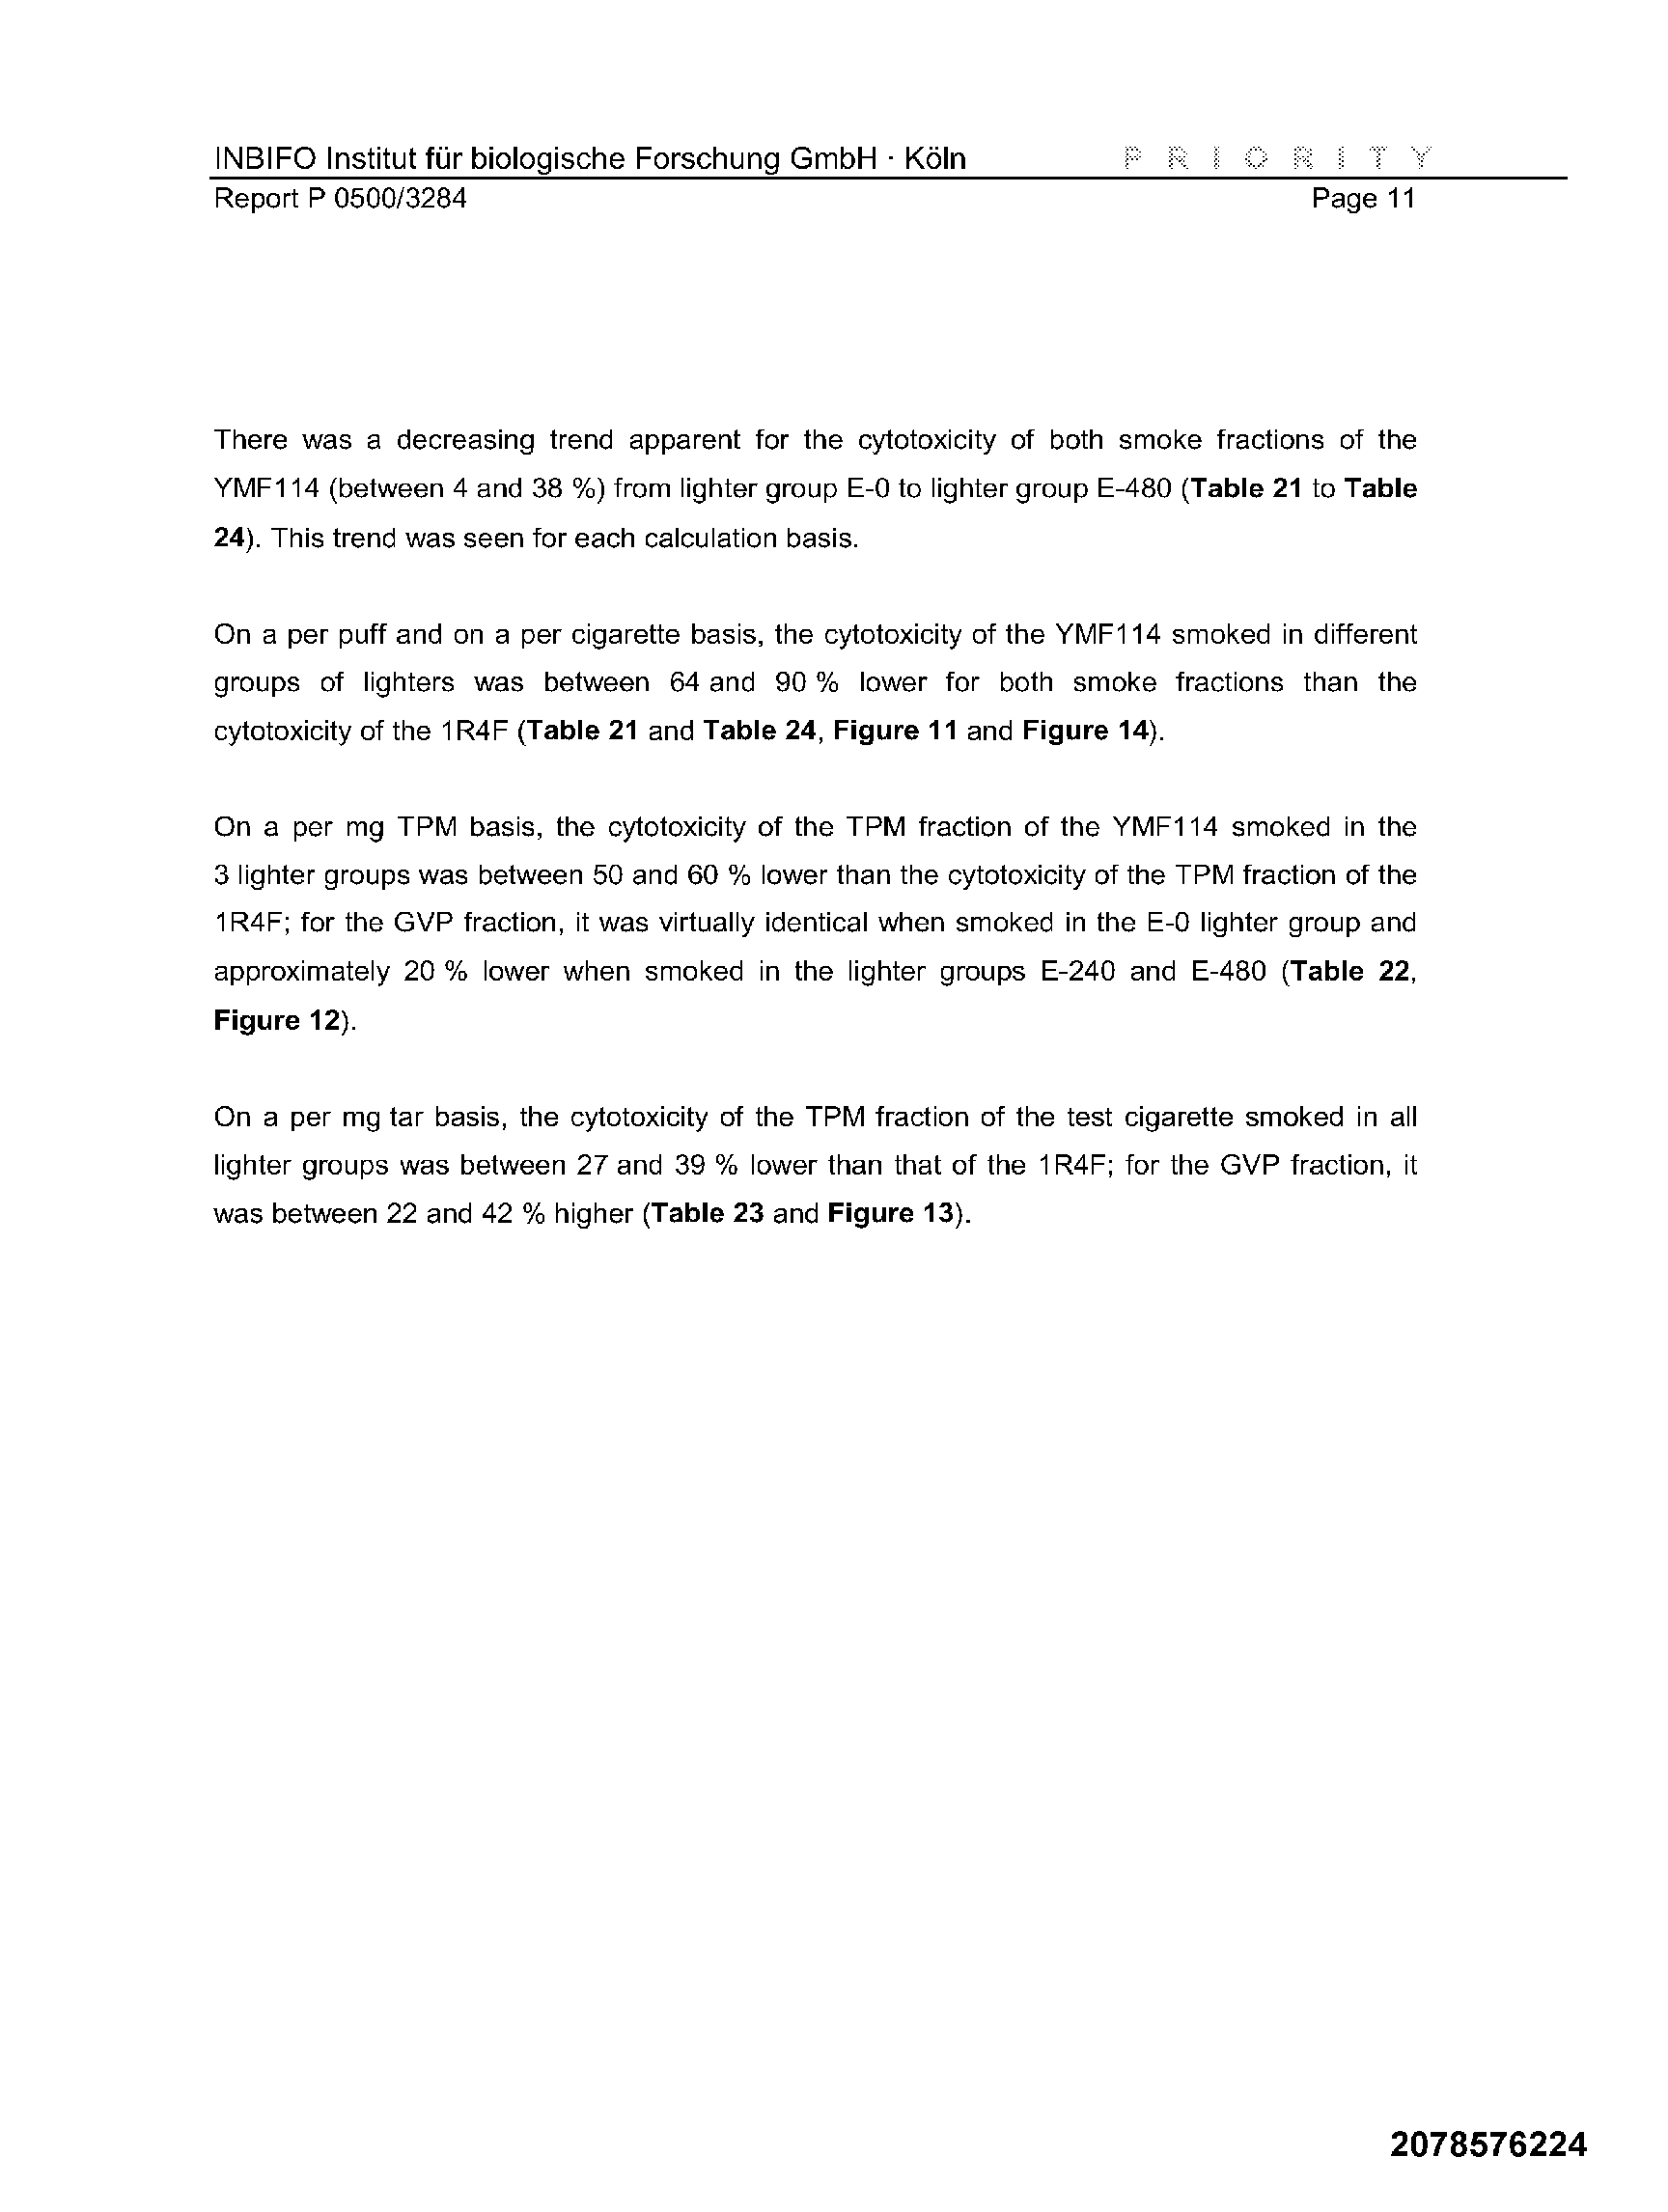 INBIFO Institut für biologische Forschung GmbH · Köln P R I O R I T Y
Report P 0500/3284 Page 11
There was a decreasing trend apparent for the cytotoxicity of both smoke fractions of the
YMF114 (between 4 and 38 %) from lighter group E-0 to lighter group E-480 (Table 21 to Table
24). This trend was seen for each calculation basis.
On a per puff and on a per cigarette basis, the cytotoxicity of the YMF114 smoked in different
groups of lighters was between 64 and 90 % lower for both smoke fractions than the
cytotoxicity of the 1R4F (Table 21 and Table 24, Figure 11 and Figure 14).
On a per mg TPM basis, the cytotoxicity of the TPM fraction of the YMF114 smoked in the
3 lighter groups was between 50 and 60 % lower than the cytotoxicity of the TPM fraction of the
1R4F; for the GVP fraction, it was virtually identical when smoked in the E-0 lighter group and
approximately 20 % lower when smoked in the lighter groups E-240 and E-480 (Table 22,
Figure 12).
On a per mg tar basis, the cytotoxicity of the TPM fraction of the test cigarette smoked in all
lighter groups was between 27 and 39 % lower than that of the 1R4F; for the GVP fraction, it
was between 22 and 42 % higher (Table 23 and Figure 13).
2078576224